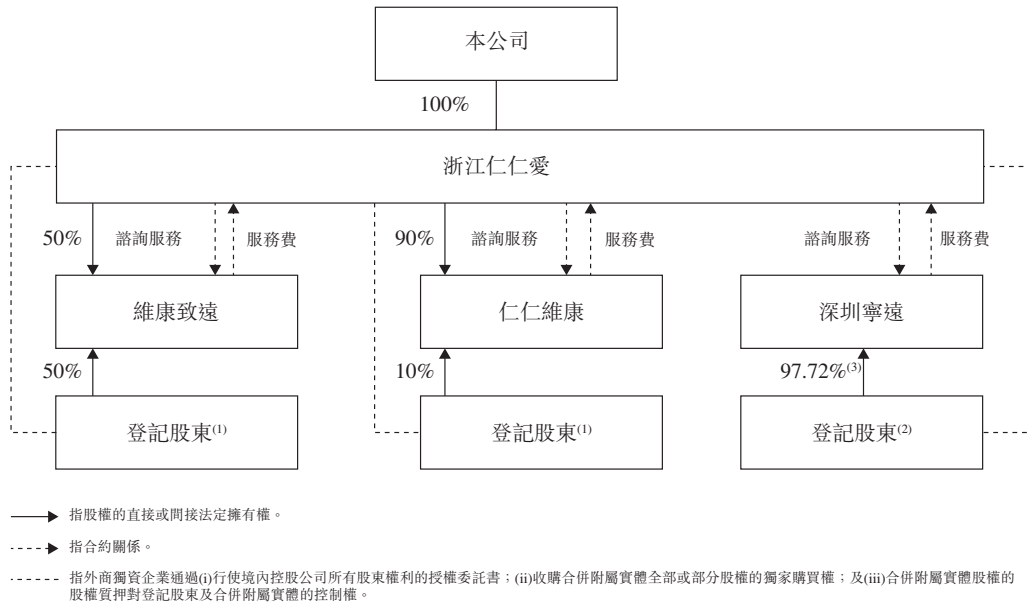 本公司
100%
浙江仁仁愛
50% 諮詢服務 服務費 90% 諮詢服務 服務費 諮詢服務 服務費
維康致遠 仁仁維康 深圳寧遠
50% 10% 97.72%(3)
登記股東(1) 登記股東(1) 登記股東(2)
指股權的直接或間接法定擁有權。
指合約關係。
指外商獨資企業通過(i)行使境內控股公司所有股東權利的授權委託書；(ii)收購合併附屬實體全部或部分股權的獨家購買權；及(iii)合併附屬實體股權的
股權質押對登記股東及合併附屬實體的控制權。